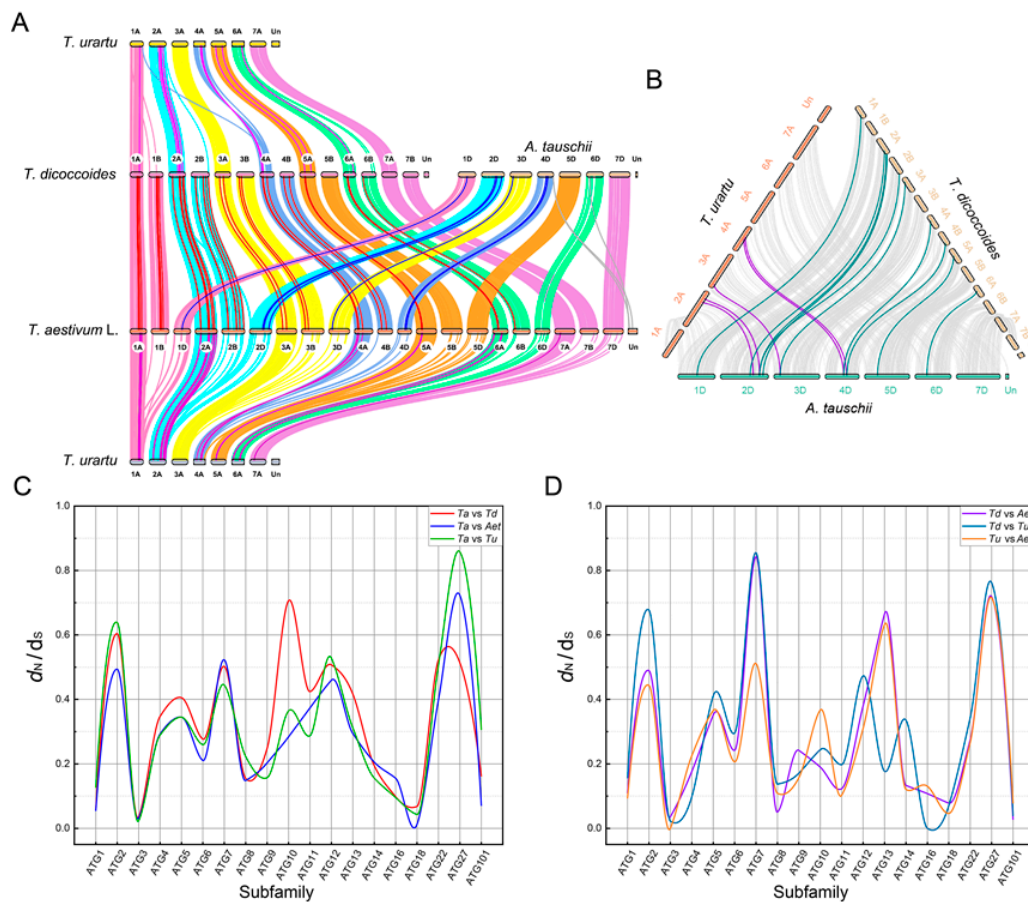 A
1A 2A 3A 4A 5A 6A 7A Un
T. urartu
A. tauschii
1A 1B 2A 2B 3A 3B 4A 4B 5A 5B 6A 6B 7A 7B Un 1D 2D 3D 4D 5D 6D 7D Un
T. dicoccoides
T. aestivum L.
1A 1B 1D 2A 2B 2D 3A 3B 3D 4A 4B 4D 5A 5B 5D 6A 6B 6D 7A 7B 7D Un
T. urartu
1A 2A 3A 4A 5A 6A 7A Un
B
1A 2A 3A 4A 5A 6A 7A Un
T. urartu
1A 1B 2A 2B 3A 3B 4A 4B 5A 5B 6A 6B 7A 7B
T. dicoccoides
1D 2D 3D 4D 5D 6D 7D Un
A. tauschii
C
Ta vs Td
Ta vs Aet
Ta vs Tu
1.0
0.8
0.6
0.4
0.2
0.0
dN/dS
ATG1 ATG2 ATG3 ATG4 ATG5 ATG6 ATG7 ATG8 ATG9 ATG10 ATG11 ATG12 ATG13 ATG14 ATG16 ATG18 ATG22 ATG27 ATG101
Subfamily
D
Td vs Ae
Td vs Tu
Tu vs Ae
1.0
0.8
0.6
0.4
0.2
0.0
dN/dS
ATG1 ATG2 ATG3 ATG4 ATG5 ATG6 ATG7 ATG8 ATG9 ATG10 ATG11 ATG12 ATG13 ATG14 ATG16 ATG18 ATG22 ATG27 ATG101
Subfamily